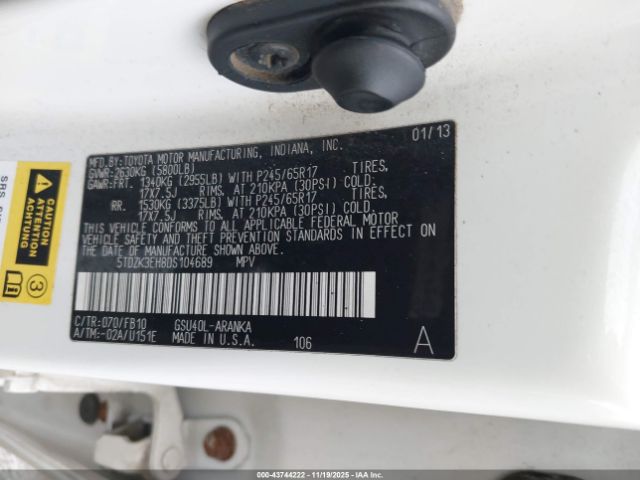 MFD.BY:TOYOTA MOTOR MANUFACTURING, INDIANA, INC. 01/13
GVWR:2630KG (5800LB)
GAWR:FRT. 1340KG (2955LB) WITH P245/65R17 TIRES,
17X7.5J RIMS, AT 210KPA (30PSI) COLD.
RR. 1530KG (3375LB) WITH P245/65R17 TIRES,
17X7.5J RIMS, AT 210KPA (30PSI) COLD.
THIS VEHICLE CONFORMS TO ALL APPLICABLE FEDERAL MOTOR
VEHICLE SAFETY AND THEFT PREVENTION STANDARDS IN EFFECT ON
THE DATE OF MANUFACTURE SHOWN ABOVE.
5TDZK3EH8DS104689 MPV
C/TR:070/FB10 GSU40L-ARANKA
A/TM:-02A/U151E MADE IN U.S.A. 106 A
CAUTION
ACHTUNG
ATTENTION
3
000-43744222 - 11/19/2025 - Copyright IAA, LLC.